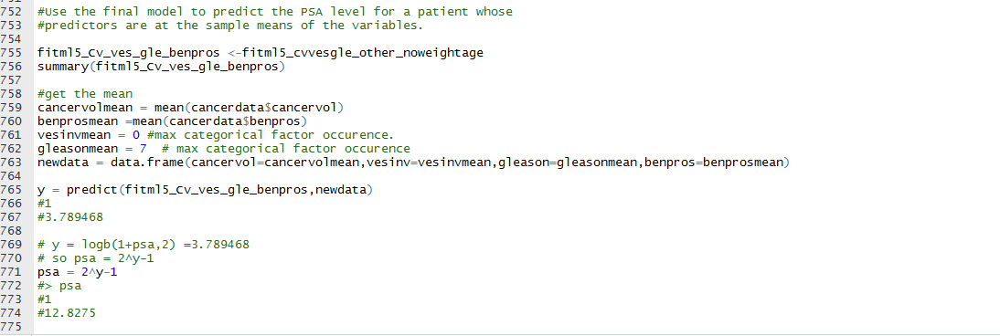 752 #Use the final model to predict the PSA level for a patient whose
753 #predictors are at the sample means of the variables.
754
755 fitml5_Cv_ves_gle_benpros <-fitml5_cvvesgle_other_noweightage
756 summary(fitml5_Cv_ves_gle_benpros)
757
758 #get the mean
759 cancervolmean = mean(cancerdata$cancervol)
760 benprosmean =mean(cancerdata$benpros)
761 vesinvmean = 0 #max categorical factor occurence.
762 gleasonmean = 7  # max categorical factor occurence
763 newdata = data.frame(cancervol=cancervolmean,vesinv=vesinvmean,gleason=gleasonmean,benpros=benprosmean)
764
765 y = predict(fitml5_Cv_ves_gle_benpros,newdata)
766 #1
767 #3.789468
768
769 # y = logb(1+psa,2) =3.789468
770 # so psa = 2^y-1
771 psa = 2^y-1
772 #> psa
773 #1
774 #12.8275
775